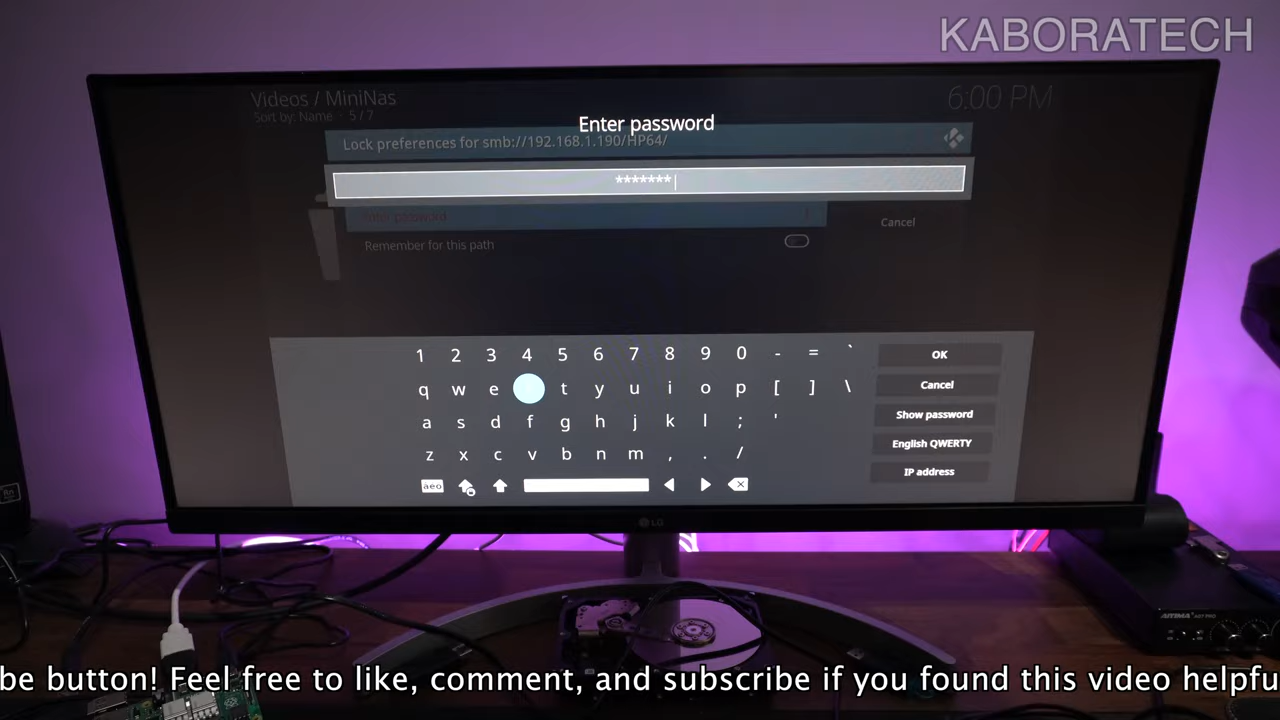 KABORATECH
Videos / MiniNas
Sort by: Name · 5 / 7
6:00 PM
Enter password
Lock preferences for smb://192.168.1.190/HP64/
*******
Enter password
Cancel
Remember for this path
1 2 3 4 5 6 7 8 9 0 - = `
OK
q w e t y u i o p [ ] \
Cancel
a s d f g h j k l ; '
Show password
z x c v b n m , . /
English QWERTY
aeo
IP address
LG
be button! Feel free to like, comment, and subscribe if you found this video helpfu